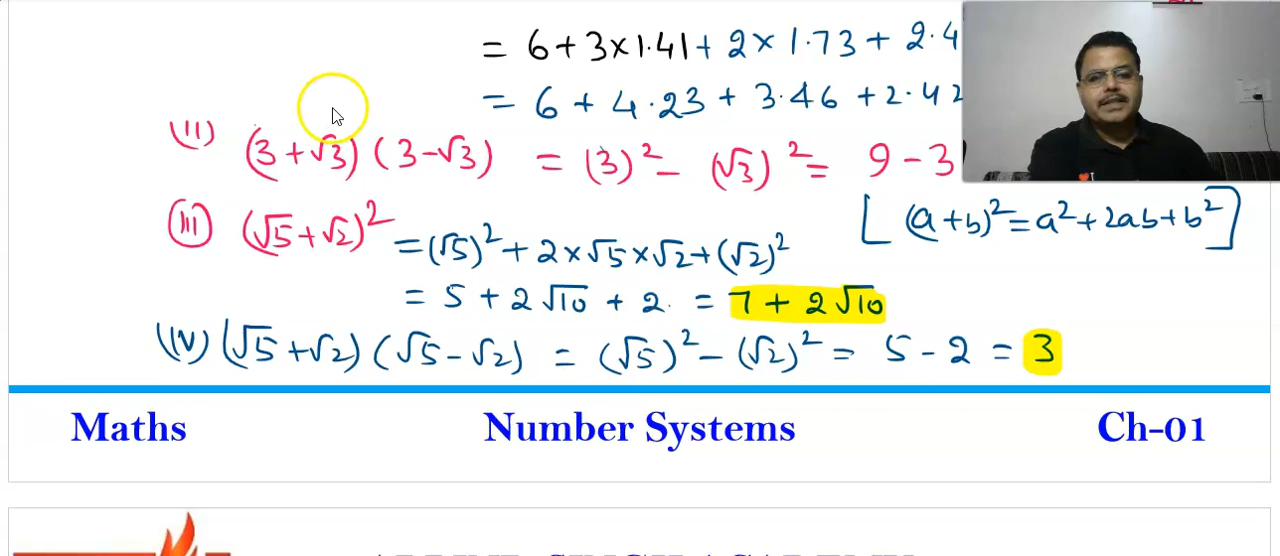 = 6 + 3 × 1.41 + 2 × 1.73 + 2.4
= 6 + 4.23 + 3.46 + 2.42
(II) (3 + √3) (3 - √3) = (3)² - (√3)² = 9 - 3
(III) (√5 + √2)² = (√5)² + 2 × √5 × √2 + (√2)² [(a + b)² = a² + 2ab + b²]
= 5 + 2√10 + 2. = 7 + 2√10
(IV) (√5 + √2) (√5 - √2) = (√5)² - (√2)² = 5 - 2 = 3
Maths Number Systems Ch-01